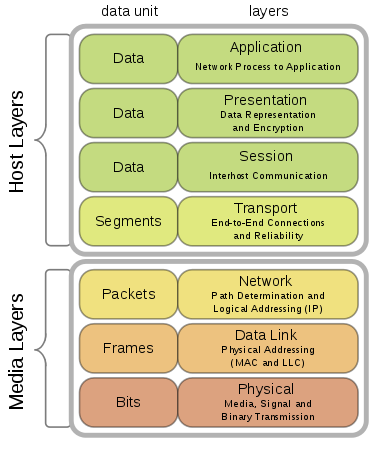 data unit layers
Host Layers
Data Application
Network Process to Application
Data Presentation
Data Representation
and Encryption
Data Session
Interhost Communication
Segments Transport
End-to-End Connections
and Reliability
Media Layers
Packets Network
Path Determination and
Logical Addressing (IP)
Frames Data Link
Physical Addressing
(MAC and LLC)
Bits Physical
Media, Signal and
Binary Transmission